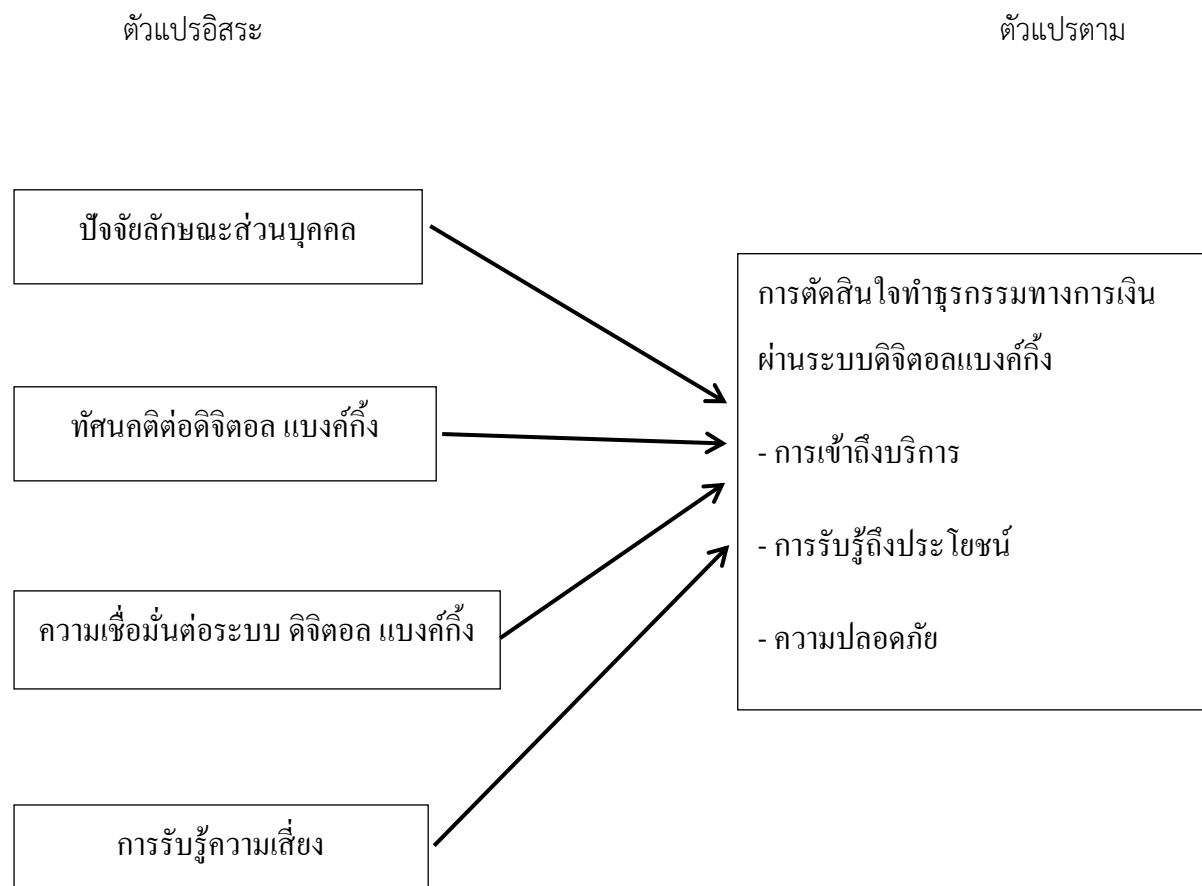 ตัวแปรอิสระ
ตัวแปรตาม
ปัจจัยลักษณะส่วนบุคคล
ทัศนคติต่อดิจิตอล แบงค์กิ้ง
ความเชื่อมั่นต่อระบบ ดิจิตอล แบงค์กิ้ง
การรับรู้ความเสี่ยง
การตัดสินใจทำธุรกรรมทางการเงิน
ผ่านระบบดิจิตอลแบงค์กิ้ง
- การเข้าถึงบริการ
- การรับรู้ถึงประโยชน์
- ความปลอดภัย